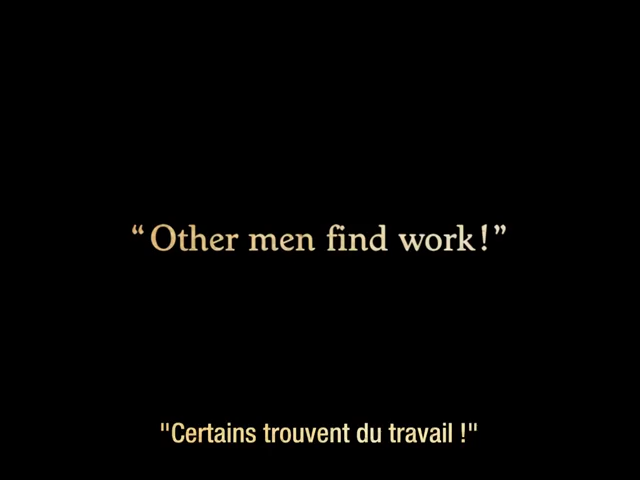 “Other men find work!”
"Certains trouvent du travail !"